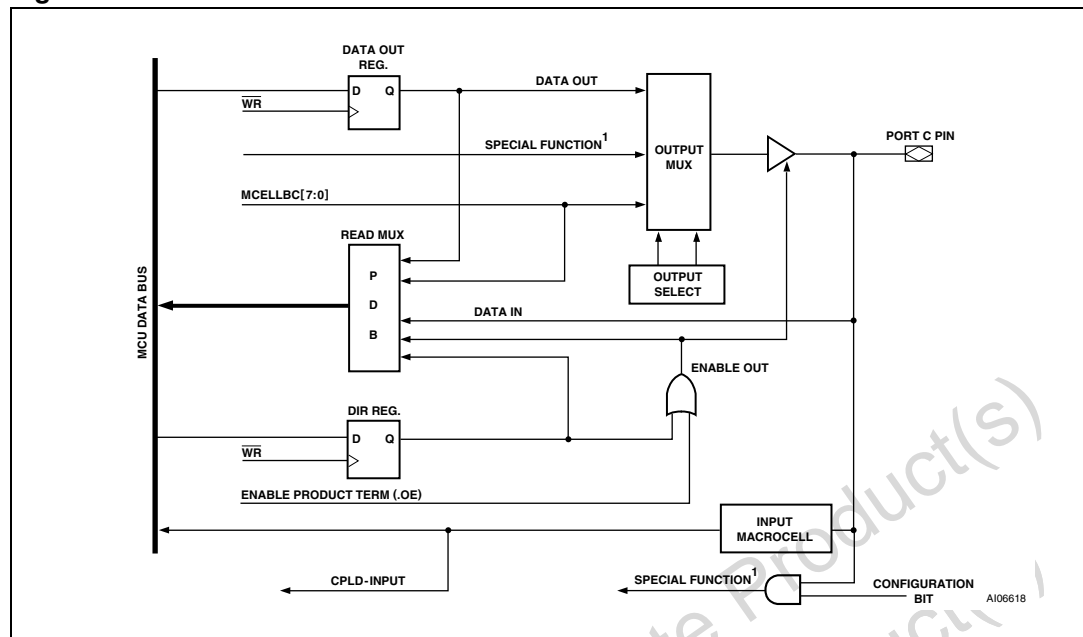 DATA OUT
REG.
D Q
WR
DATA OUT
SPECIAL FUNCTION1
MCELLBC[7:0]
OUTPUT
MUX
PORT C PIN
READ MUX
P
D
B
OUTPUT
SELECT
MCU DATA BUS
DATA IN
ENABLE OUT
DIR REG.
D Q
WR
ENABLE PRODUCT TERM (.OE)
INPUT
MACROCELL
CPLD-INPUT
SPECIAL FUNCTION1
CONFIGURATION
BIT
AI06618
Product(s)